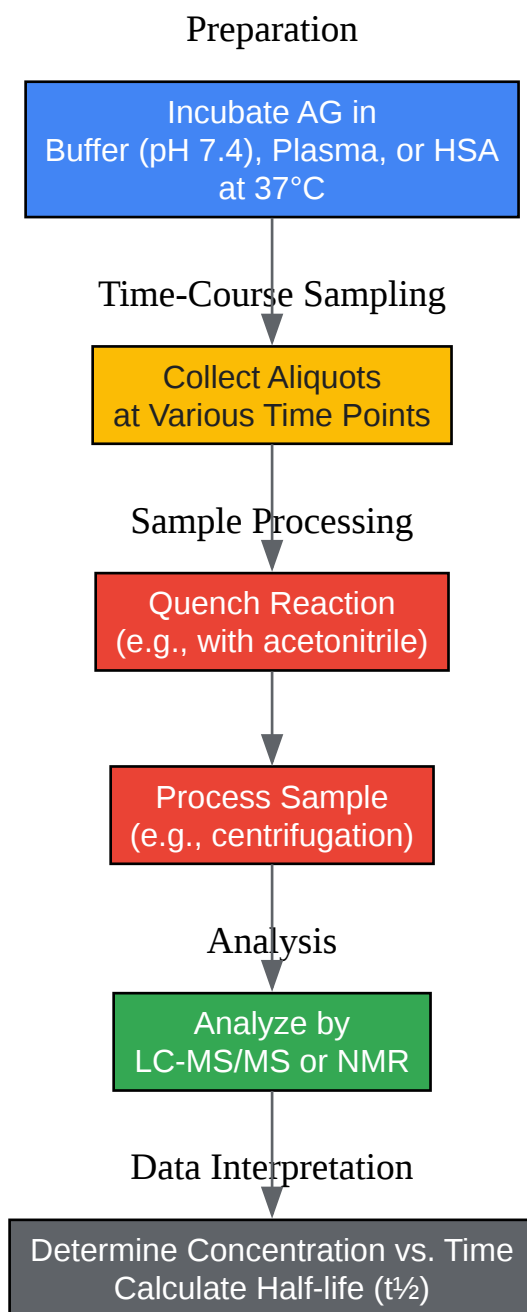 Preparation
Incubate AG in
Buffer (pH 7.4), Plasma, or HSA
at 37°C
Time-Course Sampling
Collect Aliquots
at Various Time Points
Sample Processing
Quench Reaction
(e.g., with acetonitrile)
Process Sample
(e.g., centrifugation)
Analysis
Analyze by
LC-MS/MS or NMR
Data Interpretation
Determine Concentration vs. Time
Calculate Half-life (t½)